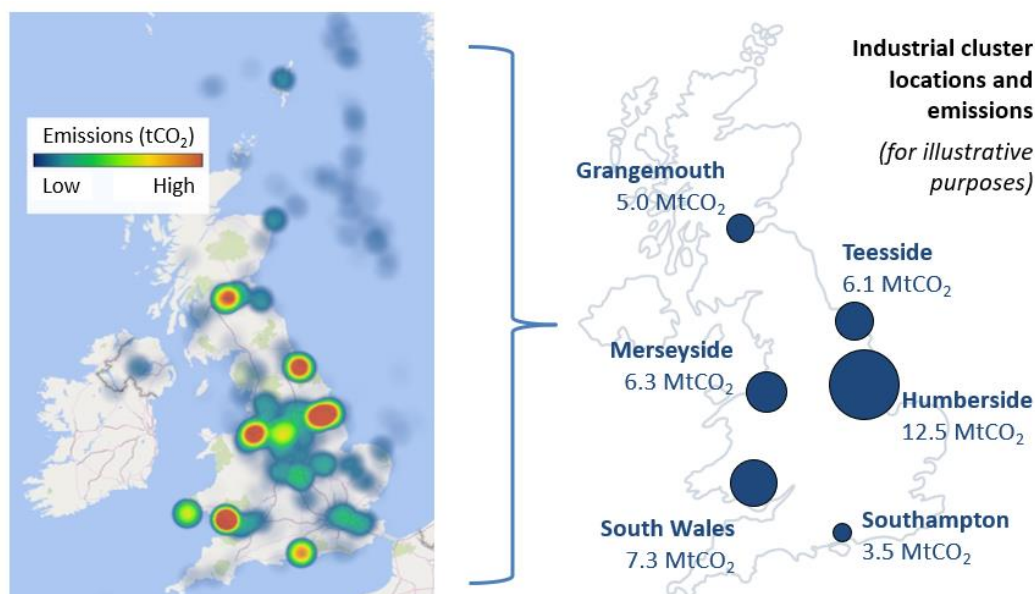 Emissions (tCO₂)
Low High
Industrial cluster
locations and
emissions
(for illustrative
purposes)
Grangemouth
5.0 MtCO₂
Teesside
6.1 MtCO₂
Merseyside
6.3 MtCO₂
Humberside
12.5 MtCO₂
South Wales
7.3 MtCO₂
Southampton
3.5 MtCO₂